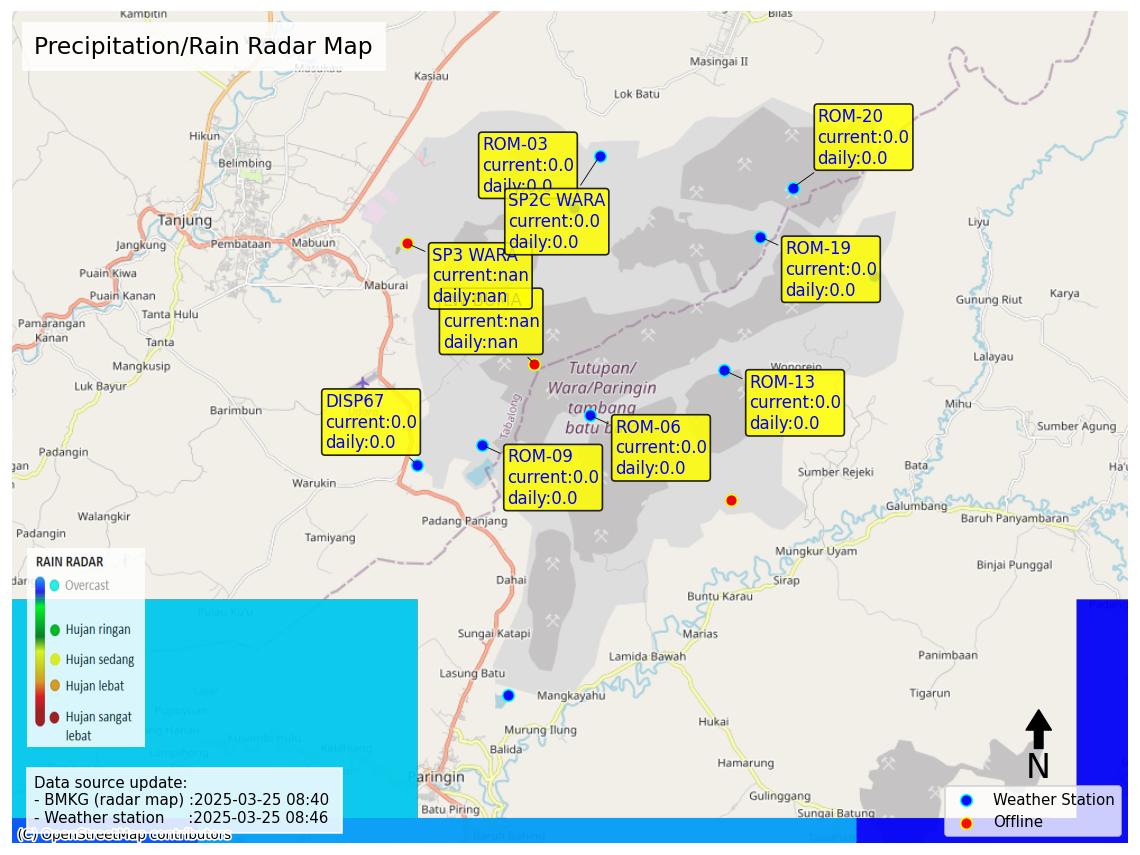 Kambitin
Bilas
Precipitation/Rain Radar Map
Masukau
Kasiau
Masingai II
Lok Batu
Hikun
Belimbing
ROM-03
current:0.0
daily:0.0
ROM-20
current:0.0
daily:0.0
SP2C WARA
current:0.0
daily:0.0
Tanjung
Jangkung
Pembataan
Mabuun
Liyu
SP3 WARA
current:nan
daily:nan
ROM-19
current:0.0
daily:0.0
Puain Kiwa
Maburai
Puain Kanan
Gunung Riut
Karya
current:nan
daily:nan
Tanta Hulu
Pamarangan
Kanan
Tanta
Mangkusip
Lalayau
Luk Bayur
Tutupan/
Wara/Paringin
tambang
batu b
Wonorejo
ROM-13
current:0.0
daily:0.0
DISP67
current:0.0
daily:0.0
Barimbun
Tabalong
Mihu
ROM-06
current:0.0
daily:0.0
Sumber Agung
Padangin
ROM-09
current:0.0
daily:0.0
Bata
Sumber Rejeki
gan
Warukin
Galumbang
Walangkir
Padang Panjang
Baruh Panyambaran
Padangin
Tamiyang
Mungkur Uyam
Binjai Punggal
RAIN RADAR
Overcast
Hujan ringan
Hujan sedang
Hujan lebat
Hujan sangat
lebat
Dahai
Sirap
Buntu Karau
Pulau Ku'u
Sungai Katapi
Marias
Lamida Bawah
Panimbaan
Lasung Batu
Mangkayahu
Tigarun
Murung Ilung
Hukai
Balida
Hamarung
Paringin
N
Data source update:
- BMKG (radar map) :2025-03-25 08:40
- Weather station :2025-03-25 08:46
Gulinggang
Batu Piring
Sungai Batung
Weather Station
Offline
(C) OpenStreetMap contributors
Baruh Bahinu